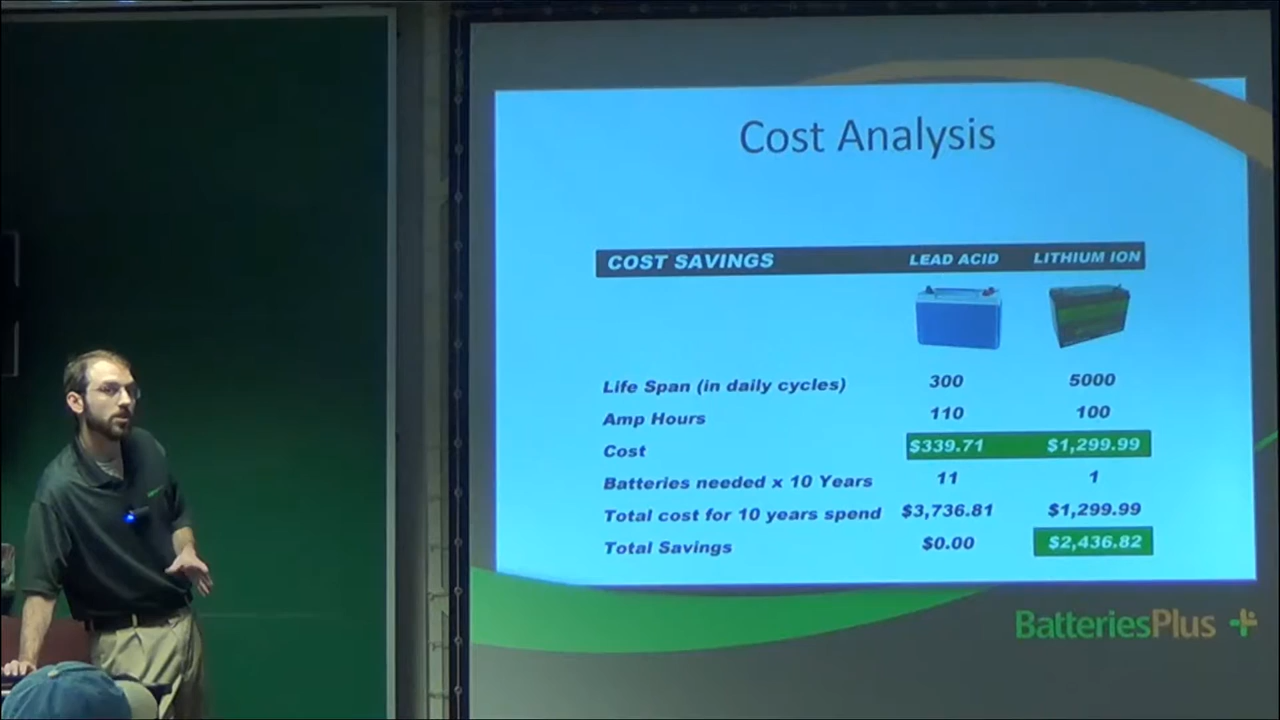 Cost Analysis
COST SAVINGS LEAD ACID LITHIUM ION
Life Span (in daily cycles) 300 5000
Amp Hours 110 100
Cost $339.71 $1,299.99
Batteries needed x 10 Years 11 1
Total cost for 10 years spend $3,736.81 $1,299.99
Total Savings $0.00 $2,436.82
BatteriesPlus